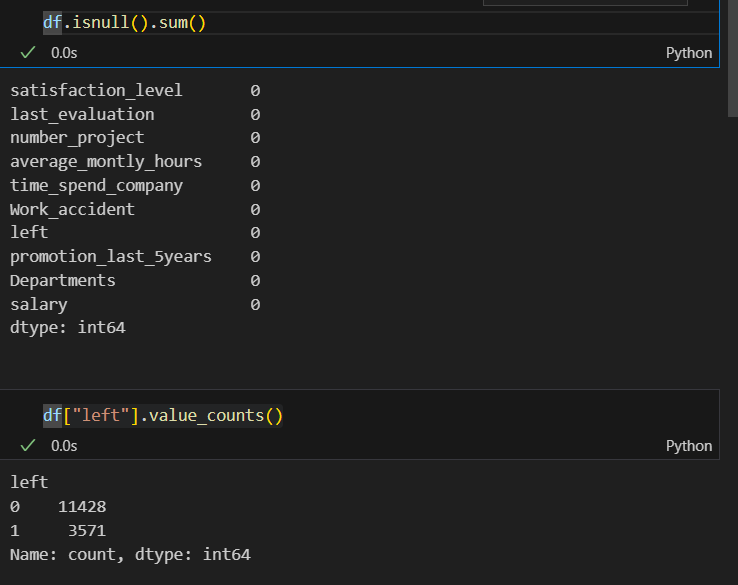 df.isnull().sum()
0.0s
Python
satisfaction_level 0
last_evaluation 0
number_project 0
average_montly_hours 0
time_spend_company 0
Work_accident 0
left 0
promotion_last_5years 0
Departments 0
salary 0
dtype: int64
df["left"].value_counts()
0.0s
Python
left
0 11428
1 3571
Name: count, dtype: int64